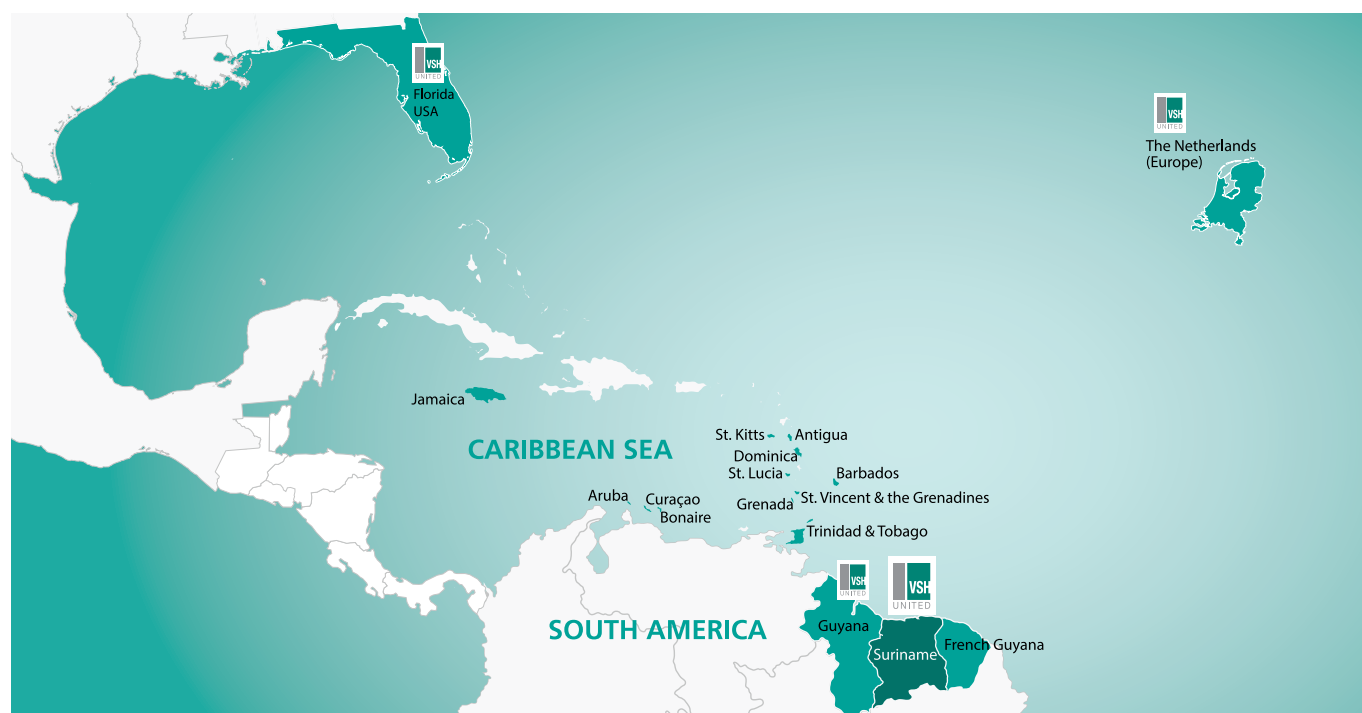 VSH
UNITED
Florida
USA
VSH
UNITED
The Netherlands
(Europe)
Jamaica
CARIBBEAN SEA
St. Kitts
Antigua
Dominica
St. Lucia
Barbados
Aruba
Curaçao
Bonaire
Grenada
St. Vincent & the Grenadines
Trinidad & Tobago
VSH
UNITED
VSH
UNITED
SOUTH AMERICA
Guyana
Suriname
French Guyana